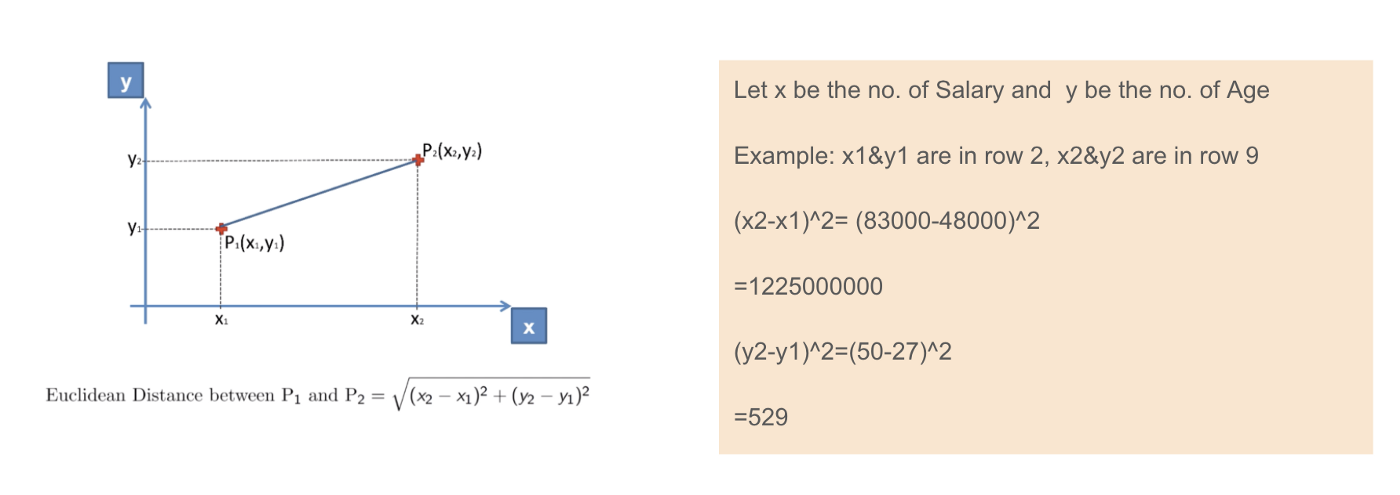 y
y₂
P₂(x₂,y₂)
y₁
P₁(x₁,y₁)
x₁
x₂
x
Euclidean Distance between P₁ and P₂ = √(x₂ − x₁)² + (y₂ − y₁)²
Let x be the no. of Salary and y be the no. of Age
Example: x1&y1 are in row 2, x2&y2 are in row 9
(x2-x1)^2= (83000-48000)^2
=1225000000
(y2-y1)^2=(50-27)^2
=529